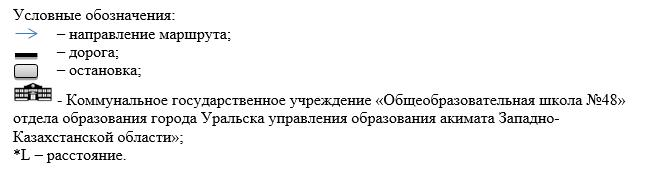 Условные обозначения:
– направление маршрута;
– дорога;
– остановка;
- Коммунальное государственное учреждение «Общеобразовательная школа №48»
отдела образования города Уральска управления образования акимата Западно-
Казахстанской области»;
*L – расстояние.